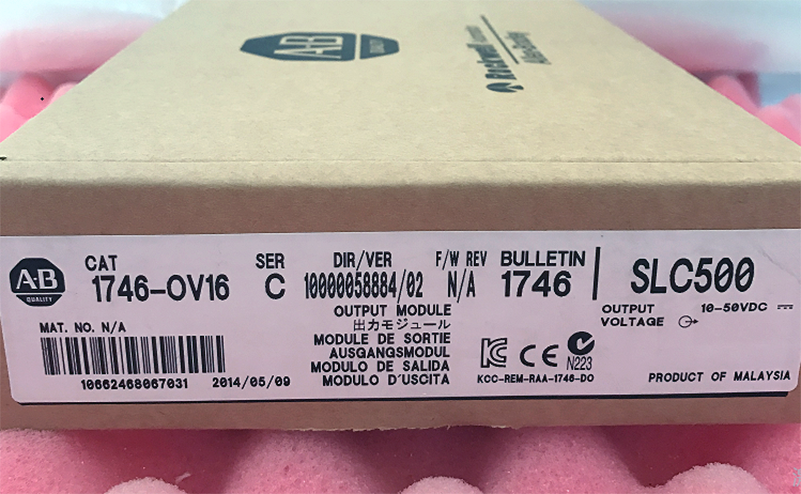 A-B
QUALITY
Rockwell
Allen-Bradley
A-B
QUALITY
CAT
1746-OV16
SER
C
DIR/VER
10000058884/02
F/W REV
N/A
BULLETIN
1746
SLC500
MAT. NO. N/A
10662468067031
2014/05/09
OUTPUT MODULE
出力モジュール
MODULE DE SORTIE
AUSGANGSMODUL
MODULO DE SALIDA
MODULO D'USCITA
CE
N223
KCC-REM-RAA-1746-DO
OUTPUT
VOLTAGE
10-50VDC
PRODUCT OF MALAYSIA